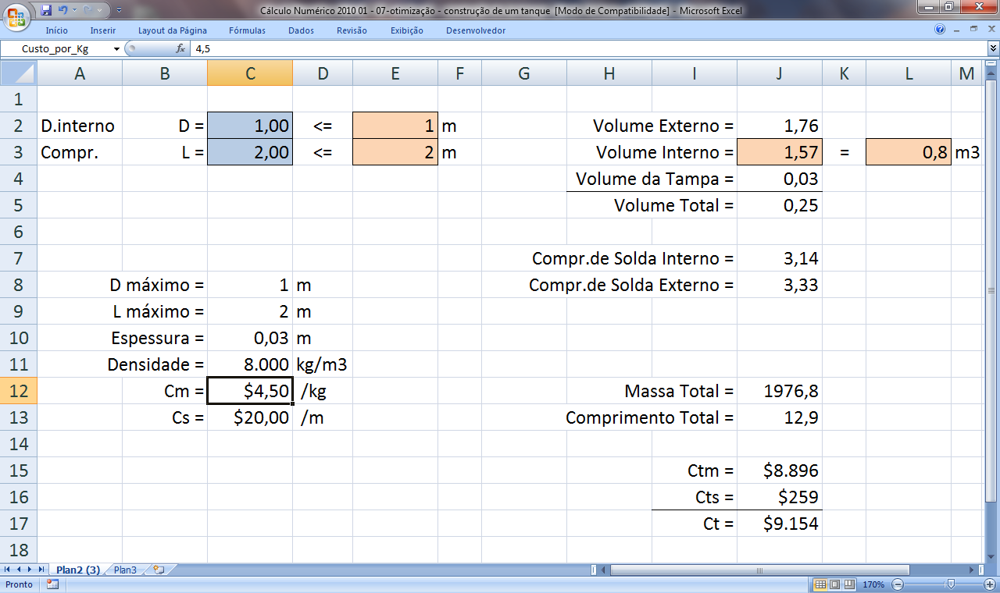 Cálculo Numérico 2010.01 - 07-otimização - construção de um tanque [Modo de Compatibilidade] - Microsoft Excel
Início Inserir Layout da Página Fórmulas Dados Revisão Exibição Desenvolvedor
Custo_por_Kg fx 4,5
A B C D E F G H I J K L M
1
2 D.interno D = 1,00 <= 1 m Volume Externo = 1,76
3 Compr. L = 2,00 <= 2 m Volume Interno = 1,57 = 0,8 m3
4 Volume da Tampa = 0,03
5 Volume Total = 0,25
6
7 Compr.de Solda Interno = 3,14
8 D máximo = 1 m Compr.de Solda Externo = 3,33
9 L máximo = 2 m
10 Espessura = 0,03 m
11 Densidade = 8.000 kg/m3
12 Cm = $4,50 /kg Massa Total = 1976,8
13 Cs = $20,00 /m Comprimento Total = 12,9
14
15 Ctm = $8.896
16 Cts = $259
17 Ct = $9.154
18
Plan2 (3) Plan3
Pronto 170%